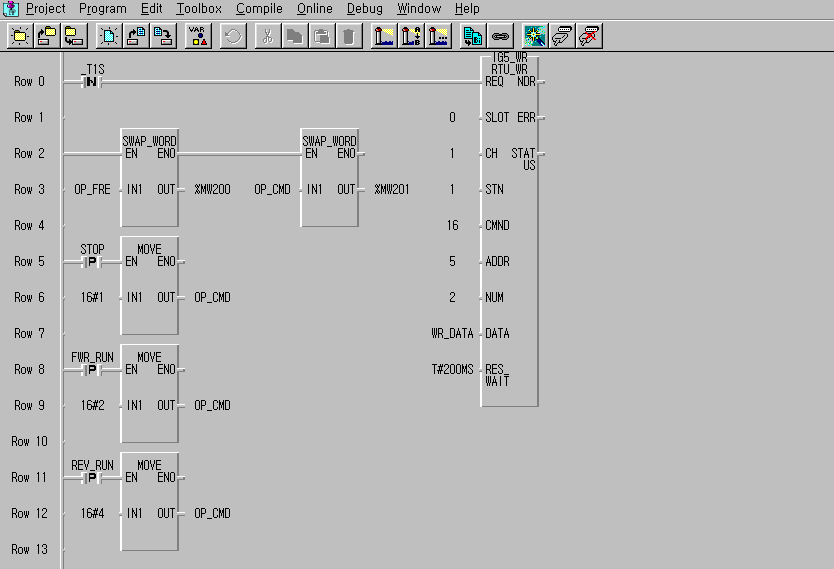 Project Program Edit Toolbox Compile Online Debug Window Help
VAR
A B
_T1S IG5_WR
RTU_WR
Row 0 N REQ NDR
Row 1 0 SLOT ERR
SWAP_WORD SWAP_WORD
Row 2 EN ENO EN ENO 1 CH STAT
US
Row 3 OP_FRE IN1 OUT %MW200 OP_CMD IN1 OUT %MW201 1 STN
Row 4 16 CMND
STOP MOVE
Row 5 P EN ENO 5 ADDR
Row 6 16#1 IN1 OUT OP_CMD 2 NUM
Row 7 WR_DATA DATA
FWR_RUN MOVE
Row 8 P EN ENO T#200MS RES_
WAIT
Row 9 16#2 IN1 OUT OP_CMD
Row 10
REV_RUN MOVE
Row 11 P EN ENO
Row 12 16#4 IN1 OUT OP_CMD
Row 13